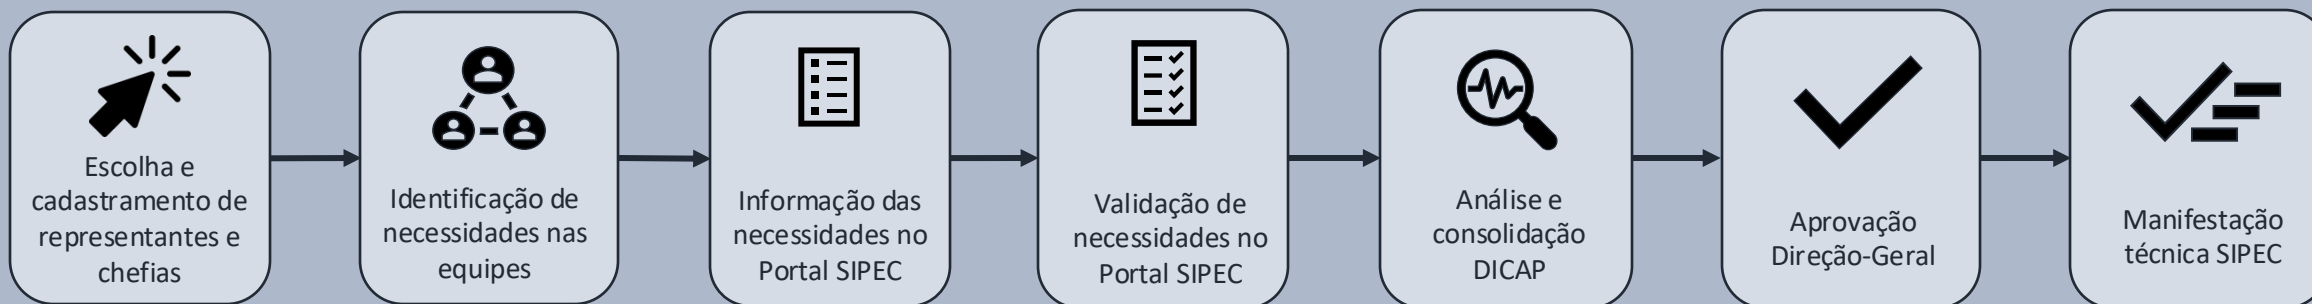 Escolha e
cadastramento de
representantes e
chefias
Identificação de
necessidades nas
equipes
Informação das
necessidades no
Portal SIPEC
Validação de
necessidades no
Portal SIPEC
Análise e
consolidação
DICAP
Aprovação
Direção-Geral
Manifestação
técnica SIPEC